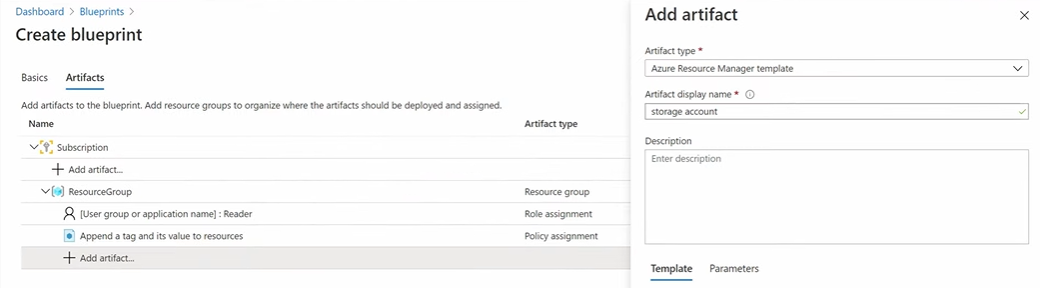 Dashboard > Blueprints >
Create blueprint
Basics Artifacts
Add artifacts to the blueprint. Add resource groups to organize where the artifacts should be deployed and assigned.
Name Artifact type
Subscription
Add artifact...
ResourceGroup Resource group
[User group or application name] : Reader Role assignment
Append a tag and its value to resources Policy assignment
Add artifact...
Add artifact
Artifact type *
Azure Resource Manager template
Artifact display name *
storage account
Description
Enter description
Template Parameters